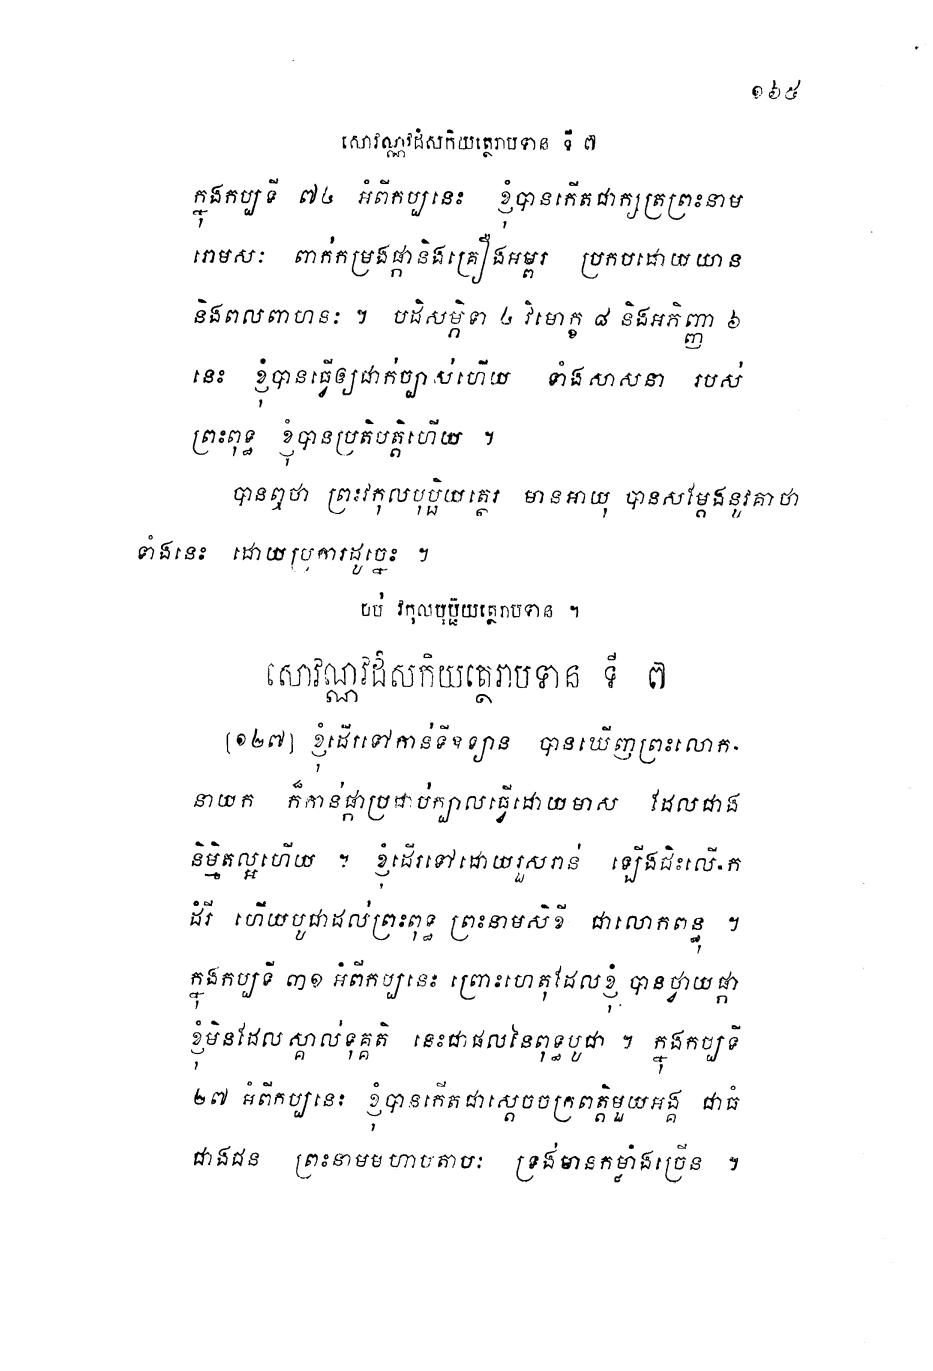 ១៦៥
សោវណ្ណវដំសកិយត្ថេរាបទាន ទី ៧
ក្នុងកប្បទី ៧៤ អំពីកប្បនេះ ខ្ញុំបានកើតជាក្សត្រព្រះនាម
រោមសៈ ពាក់កម្រងផ្កានិងគ្រឿងអម្ពរ ប្រកបដោយយាន
និងពលពាហនៈ ។ បដិសម្ភិទា ៤ វិមោក្ខ ៨ និងអភិញ្ញា ៦
នេះ ខ្ញុំបានធ្វើឲ្យជាក់ច្បាស់ហើយ ទាំងសាសនា របស់
ព្រះពុទ្ធ ខ្ញុំបានប្រតិបត្តិហើយ ។
បានឮថា ព្រះវកុលបុប្ផិយត្ថេរ មានអាយុ បានសម្តែងនូវគាថា
ទាំងនេះ ដោយប្រការដូច្នេះ ។
ចប់ វកុលបុប្ផិយត្ថេរាបទាន ។
សោវណ្ណវដំសកិយត្ថេរាបទាន ទី ៧
[១២៧] ខ្ញុំដើរទៅកាន់ទីឧទ្យាន បានឃើញព្រះលោក-
នាយក ក៏កាន់ផ្កាប្រដាប់ក្បាលធ្វើដោយមាស ដែលជាង
និម្មិតល្អហើយ ។ ខ្ញុំដើរទៅដោយរួសរាន់ ឡើងជិះលើ-ក
ដំរី ហើយបូជាដល់ព្រះពុទ្ធ ព្រះនាមសិខី ជាលោកពន្ធុ ។
ក្នុងកប្បទី ៣១ អំពីកប្បនេះ ព្រោះហេតុដែលខ្ញុំ បានថ្វាយផ្កា
ខ្ញុំមិនដែលស្គាល់ទុគ្គតិ នេះជាផលនៃពុទ្ធបូជា ។ ក្នុងកប្បទី
២៧ អំពីកប្បនេះ ខ្ញុំបានកើតជាស្តេចចក្រពត្តិមួយអង្គ ជាធំ
ជាងជន ព្រះនាមមហាបតាបៈ ទ្រង់មានកម្លាំងច្រើន ។